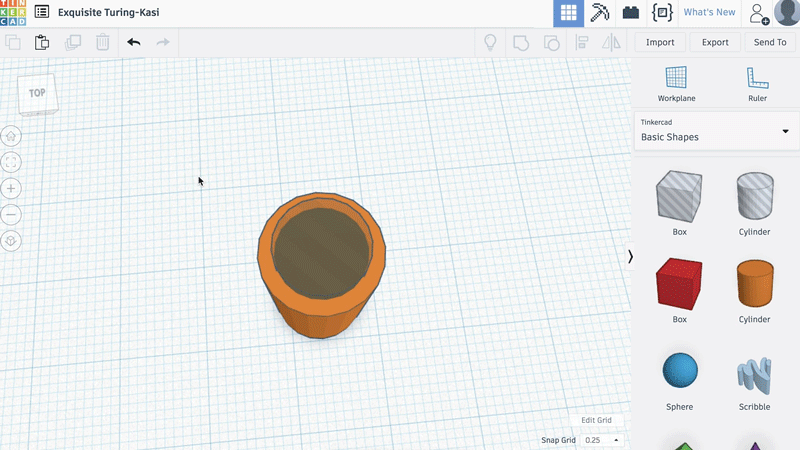 TIN
KER
CAD
Exquisite Turing-Kasi
What's New
Import
Export
Send To
TOP
Workplane
Ruler
Tinkercad
Basic Shapes
Box
Cylinder
Box
Cylinder
Sphere
Scribble
Edit Grid
Snap Grid 0.25